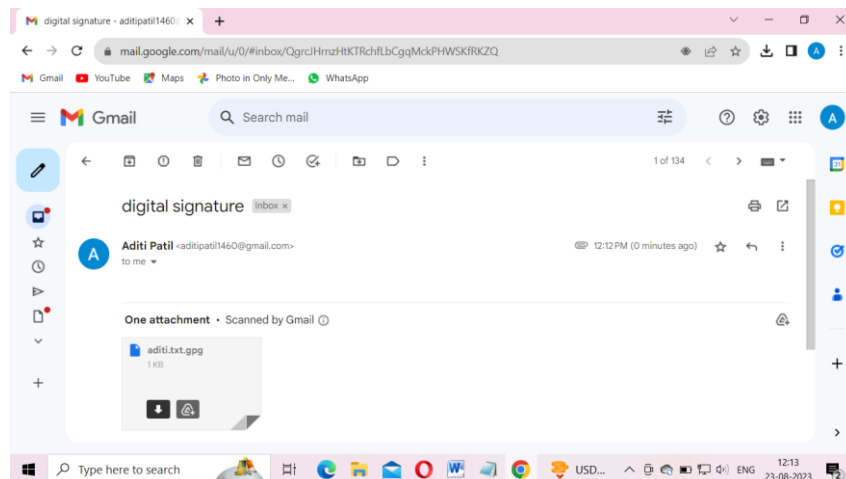 digital signature - aditipatil1460
mail.google.com/mail/u/0/#inbox/QgrcJHrnzHtKTRchfLbCgqMckPHWSKfRKZQ
A
Gmail YouTube Maps Photo in Only Me... WhatsApp
Gmail Search mail A
1 of 134
31
digital signature Inbox ×
A Aditi Patil <aditipatil1460@gmail.com> 12:12 PM (0 minutes ago)
to me
One attachment • Scanned by Gmail
aditi.txt.gpg
1 KB
Type here to search USD... ENG 12:13
23-08-2023 2